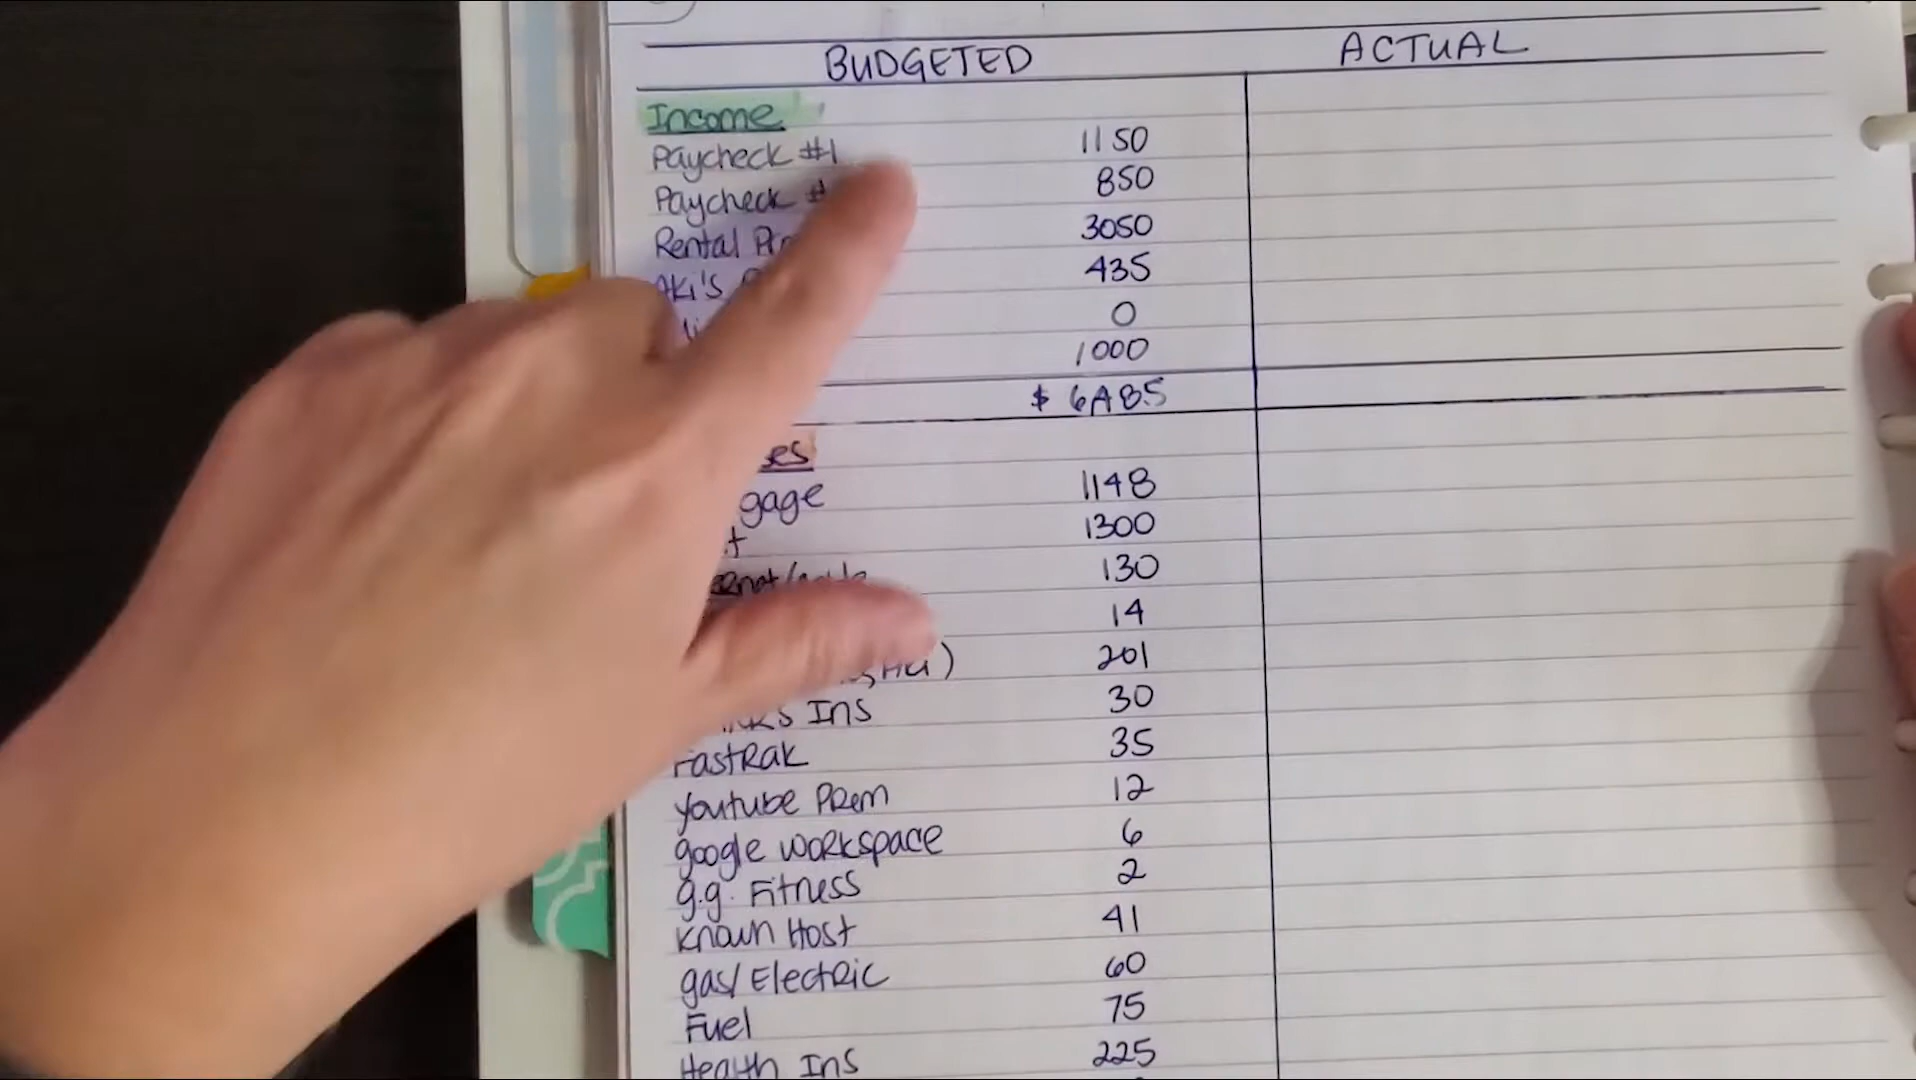 BUDGETED ACTUAL
Income
Paycheck #1 1150
Paycheck # 850
Rental 3050
Aki's 435
0
1000
$ 6485
1148
1300
130
14
201
Ins 30
FastRak 35
Youtube Prem 12
google workspace 6
g.g. Fitness 2
Known Host 41
gas/Electric 60
Fuel 75
Health Ins 225